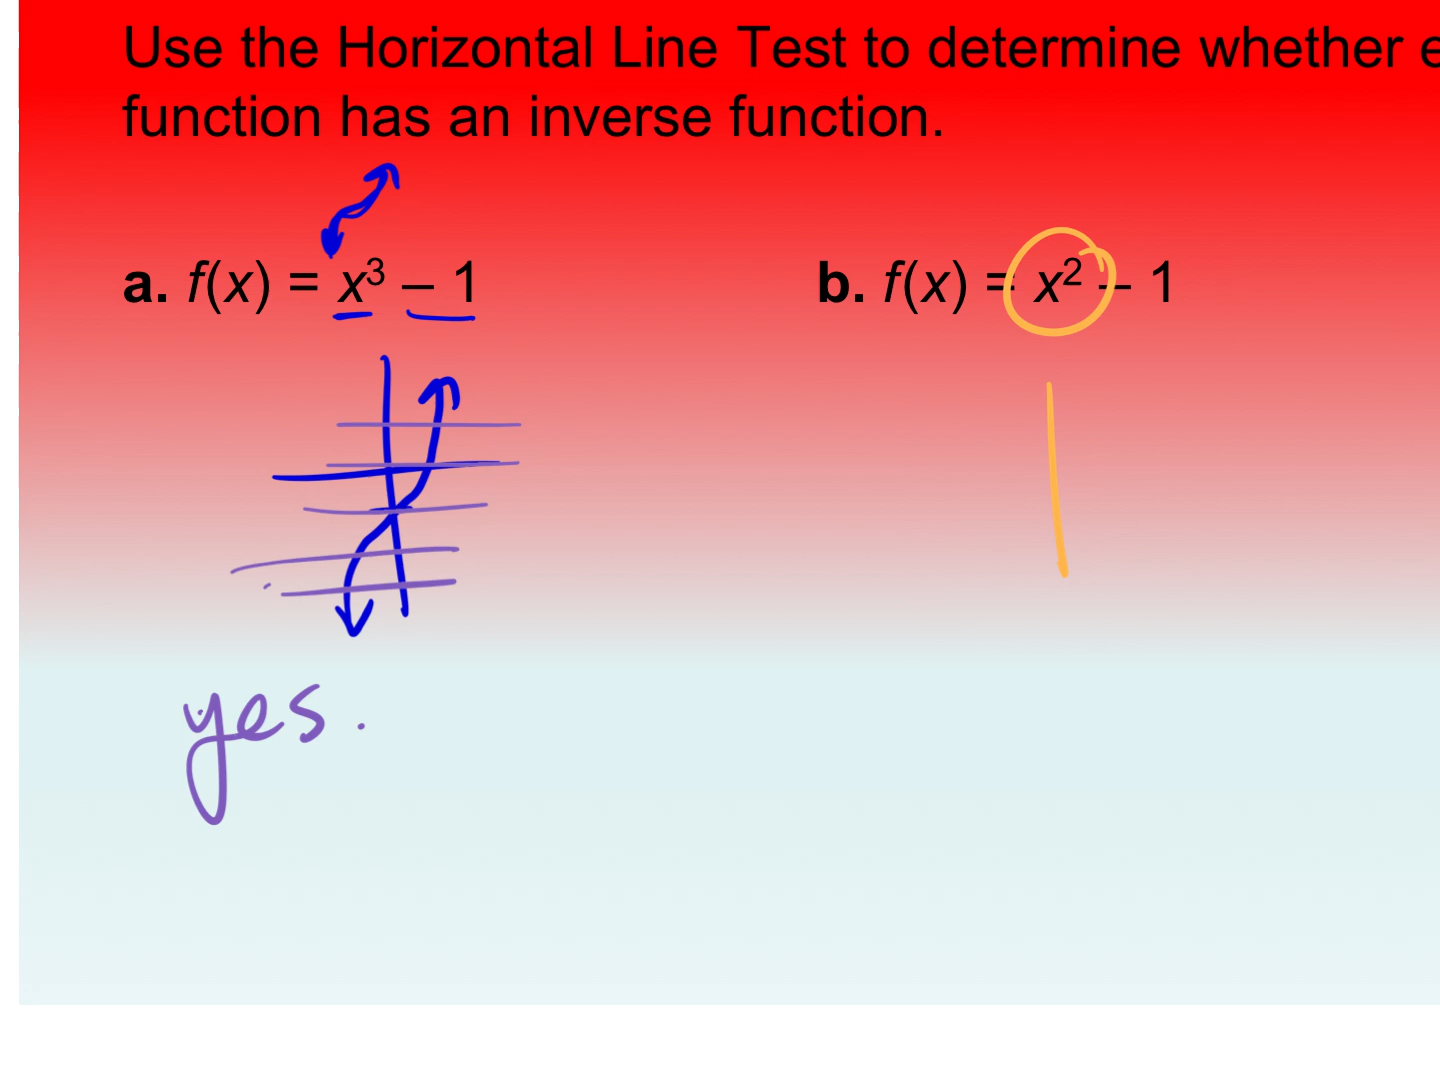 Use the Horizontal Line Test to determine whether
function has an inverse function.
a. f(x) = x³ – 1
b. f(x) = x² – 1
yes.